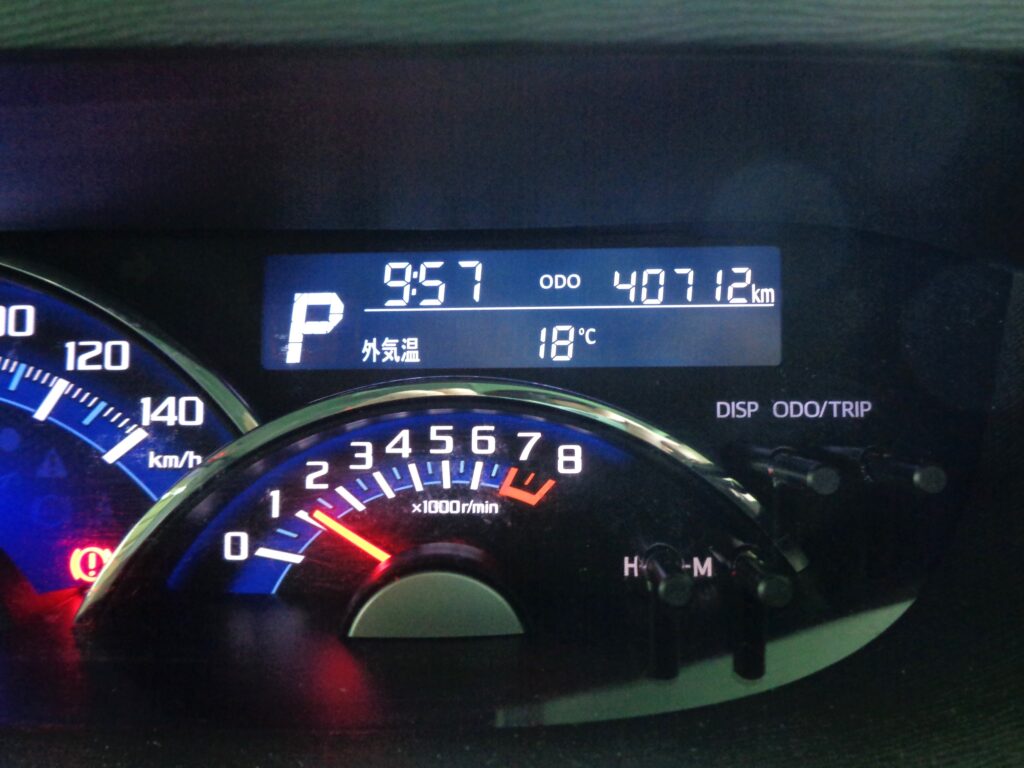 P 9:57 ODO 40712km
外気温 18℃
120
140
km/h
DISP ODO/TRIP
0 1 2 3 4 5 6 7 8
×1000r/min
H M